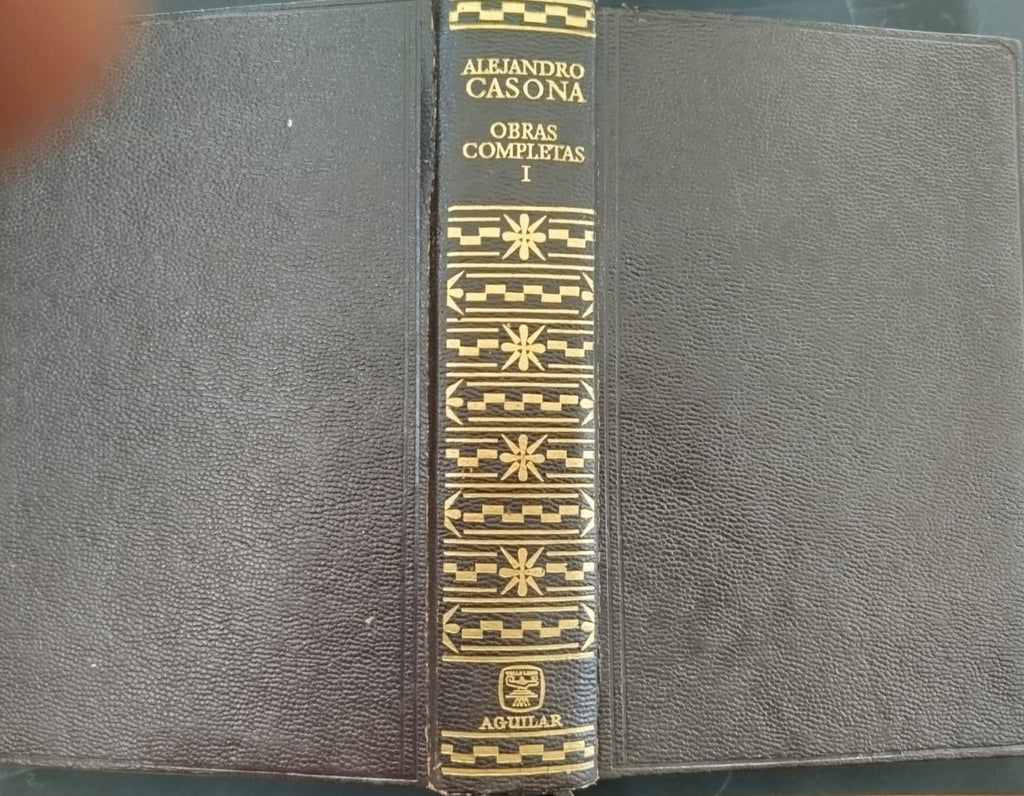 ALEJANDRO
CASONA
OBRAS
COMPLETAS
I
AGUILAR